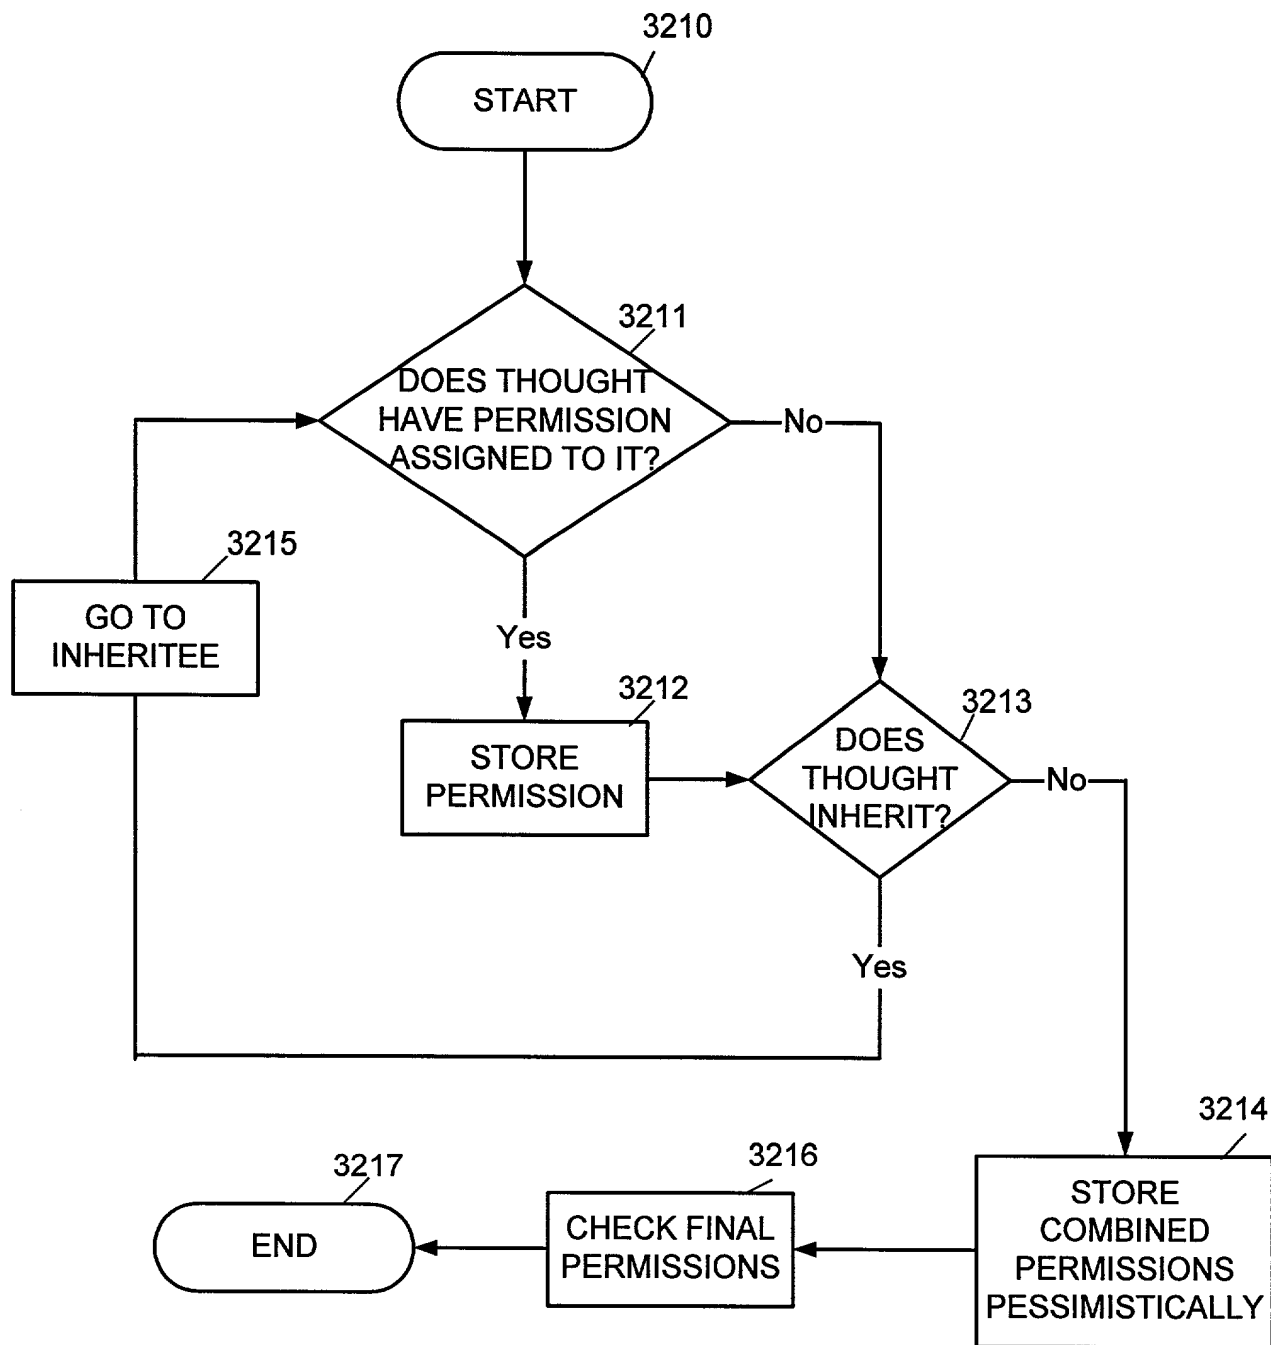 3210
START
3211
DOES THOUGHT
HAVE PERMISSION
ASSIGNED TO IT?
No
3215
GO TO
INHERITEE
Yes
3212
STORE
PERMISSION
3213
DOES
THOUGHT
INHERIT?
No
Yes
3214
STORE
COMBINED
PERMISSIONS
PESSIMISTICALLY
3216
CHECK FINAL
PERMISSIONS
3217
END